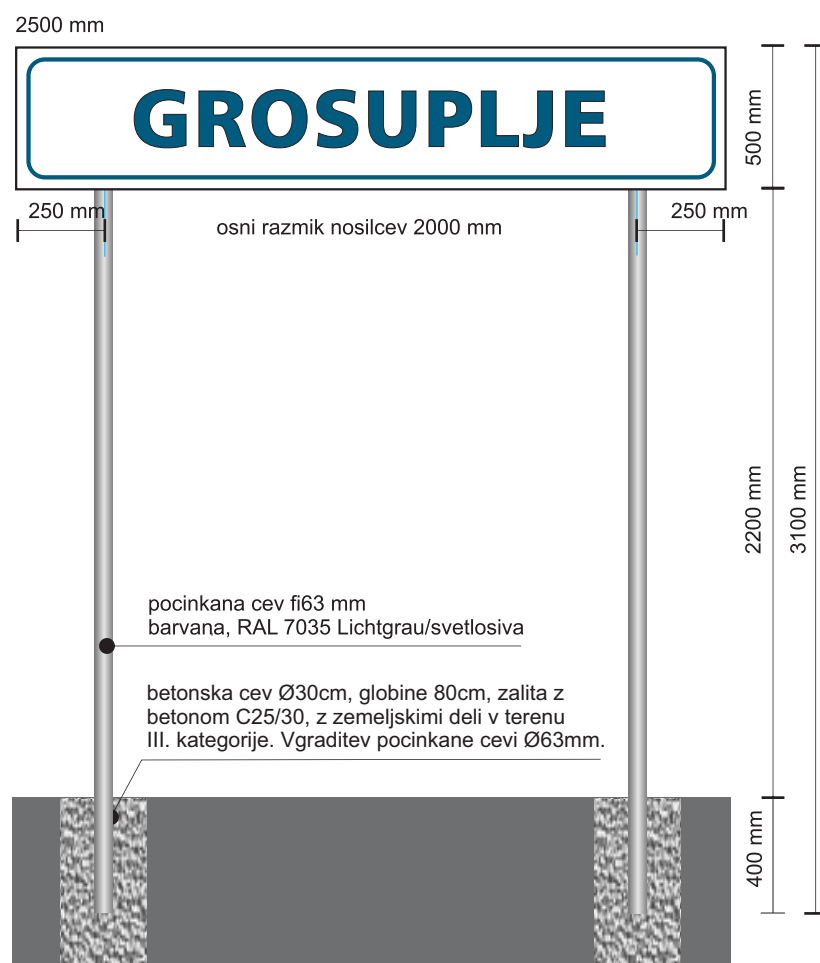 2500 mm
GROSUPLJE
500 mm
250 mm
osni razmik nosilcev 2000 mm
250 mm
2200 mm
3100 mm
pocinkana cev fi63 mm
barvana, RAL 7035 Lichtgrau/svetlosiva
betonska cev Ø30cm, globine 80cm, zalita z
betonom C25/30, z zemeljskimi deli v terenu
III. kategorije. Vgraditev pocinkane cevi Ø63mm.
400 mm